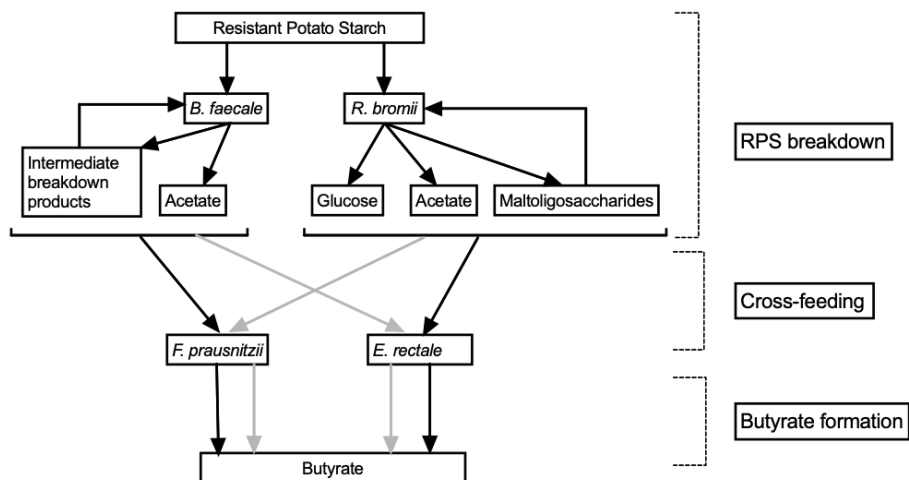 Resistant Potato Starch
B. faecale
R. bromii
RPS breakdown
Intermediate
breakdown
products
Acetate
Glucose
Acetate
Maltoligosaccharides
Cross-feeding
F. prausnitzii
E. rectale
Butyrate formation
Butyrate